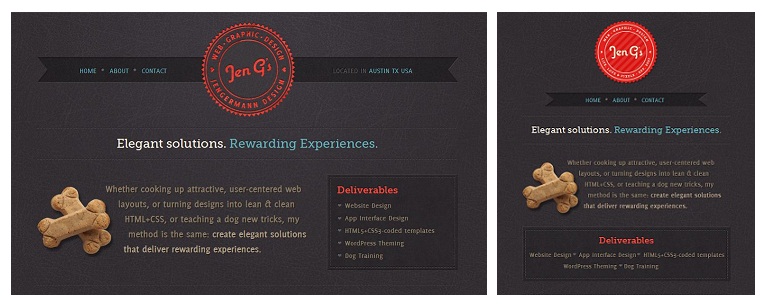 WEB-GRAPHIC-DESIGN
Jen G's
JENGERMANN DESIGN
HOME * ABOUT * CONTACT
LOCATED IN AUSTIN TX USA
Elegant solutions. Rewarding Experiences.
Whether cooking up attractive, user-centered web
layouts, or turning designs into lean & clean
HTML+CSS, or teaching a dog new tricks, my
method is the same: create elegant solutions
that deliver rewarding experiences.
Deliverables
Website Design
App Interface Design
HTML5+CSS3-coded templates
WordPress Theming
Dog Training
WEB-GRAPHIC-DESIGN
Jen G's
HOME * ABOUT * CONTACT
Elegant solutions. Rewarding Experiences.
Whether cooking up attractive, user-centered web
layouts, or turning designs into lean & clean
HTML+CSS, or teaching a dog new tricks, my
method is the same: create elegant solutions
that deliver rewarding experiences.
Deliverables
Website Design * App Interface Design * HTML5+CSS3-coded templates
WordPress Theming * Dog Training